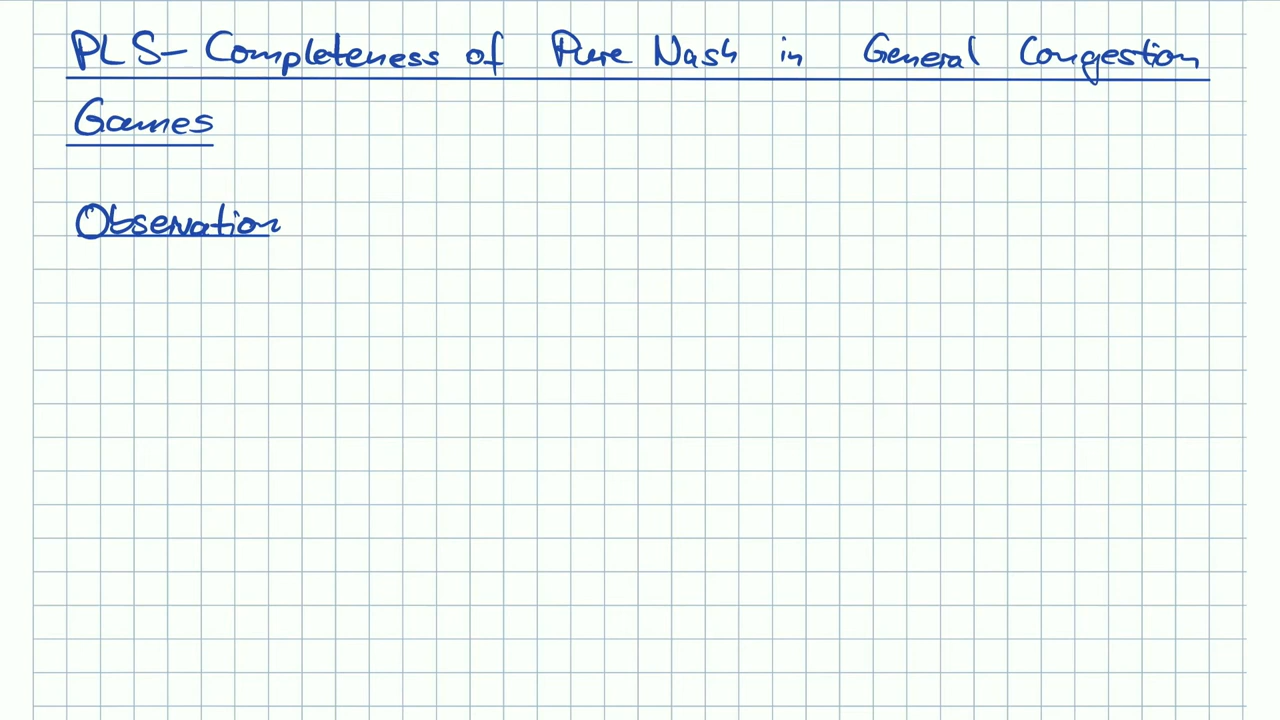 PLS-Completeness of Pure Nash in General Congestion
Games
Observation